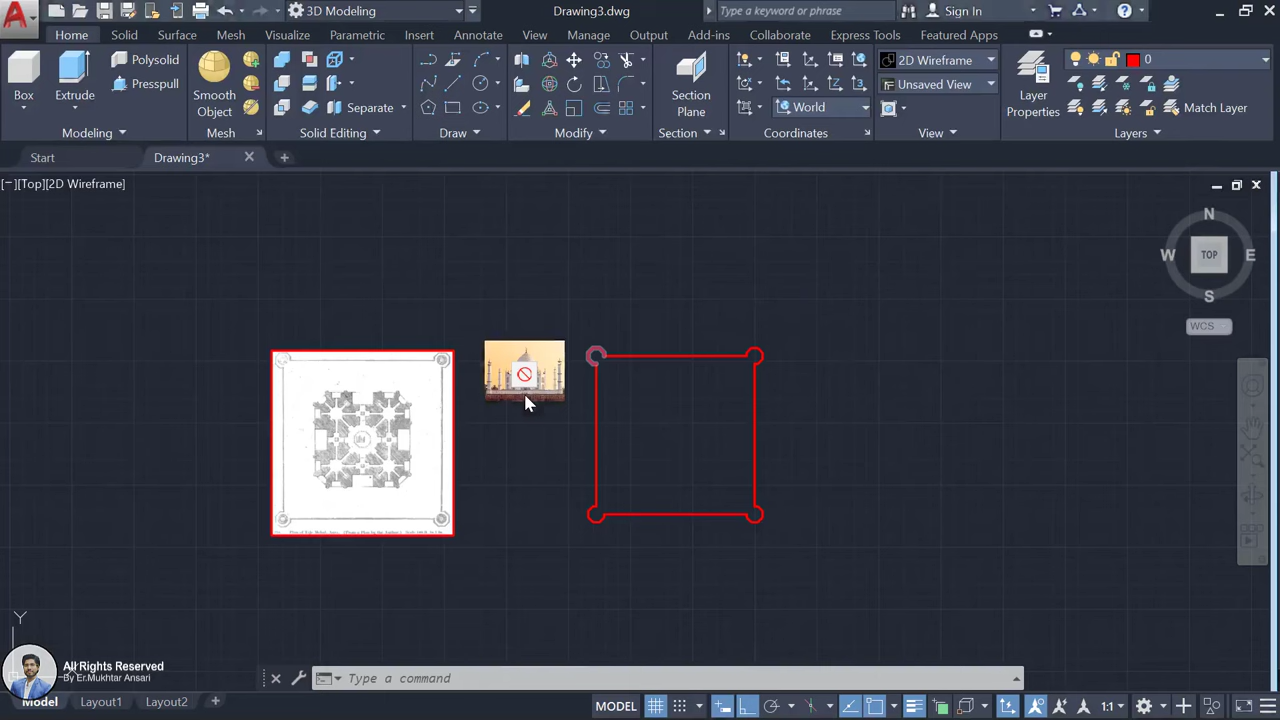 3D Modeling
Drawing3.dwg
Type a keyword or phrase
Sign In
Home
Solid
Surface
Mesh
Visualize
Parametric
Insert
Annotate
View
Manage
Output
Add-ins
Collaborate
Express Tools
Featured Apps
Box
Extrude
Polysolid
Presspull
Smooth
Object
Separate
Section
Plane
World
2D Wireframe
Unsaved View
Layer
Properties
0
Match Layer
Modeling
Mesh
Solid Editing
Draw
Modify
Section
Coordinates
View
Layers
Start
Drawing3*
[−][Top][2D Wireframe]
N
W
TOP
E
S
WCS
Y
All Rights Reserved
By Er.Mukhtar Ansari
Type a command
Model
Layout1
Layout2
MODEL
1:1